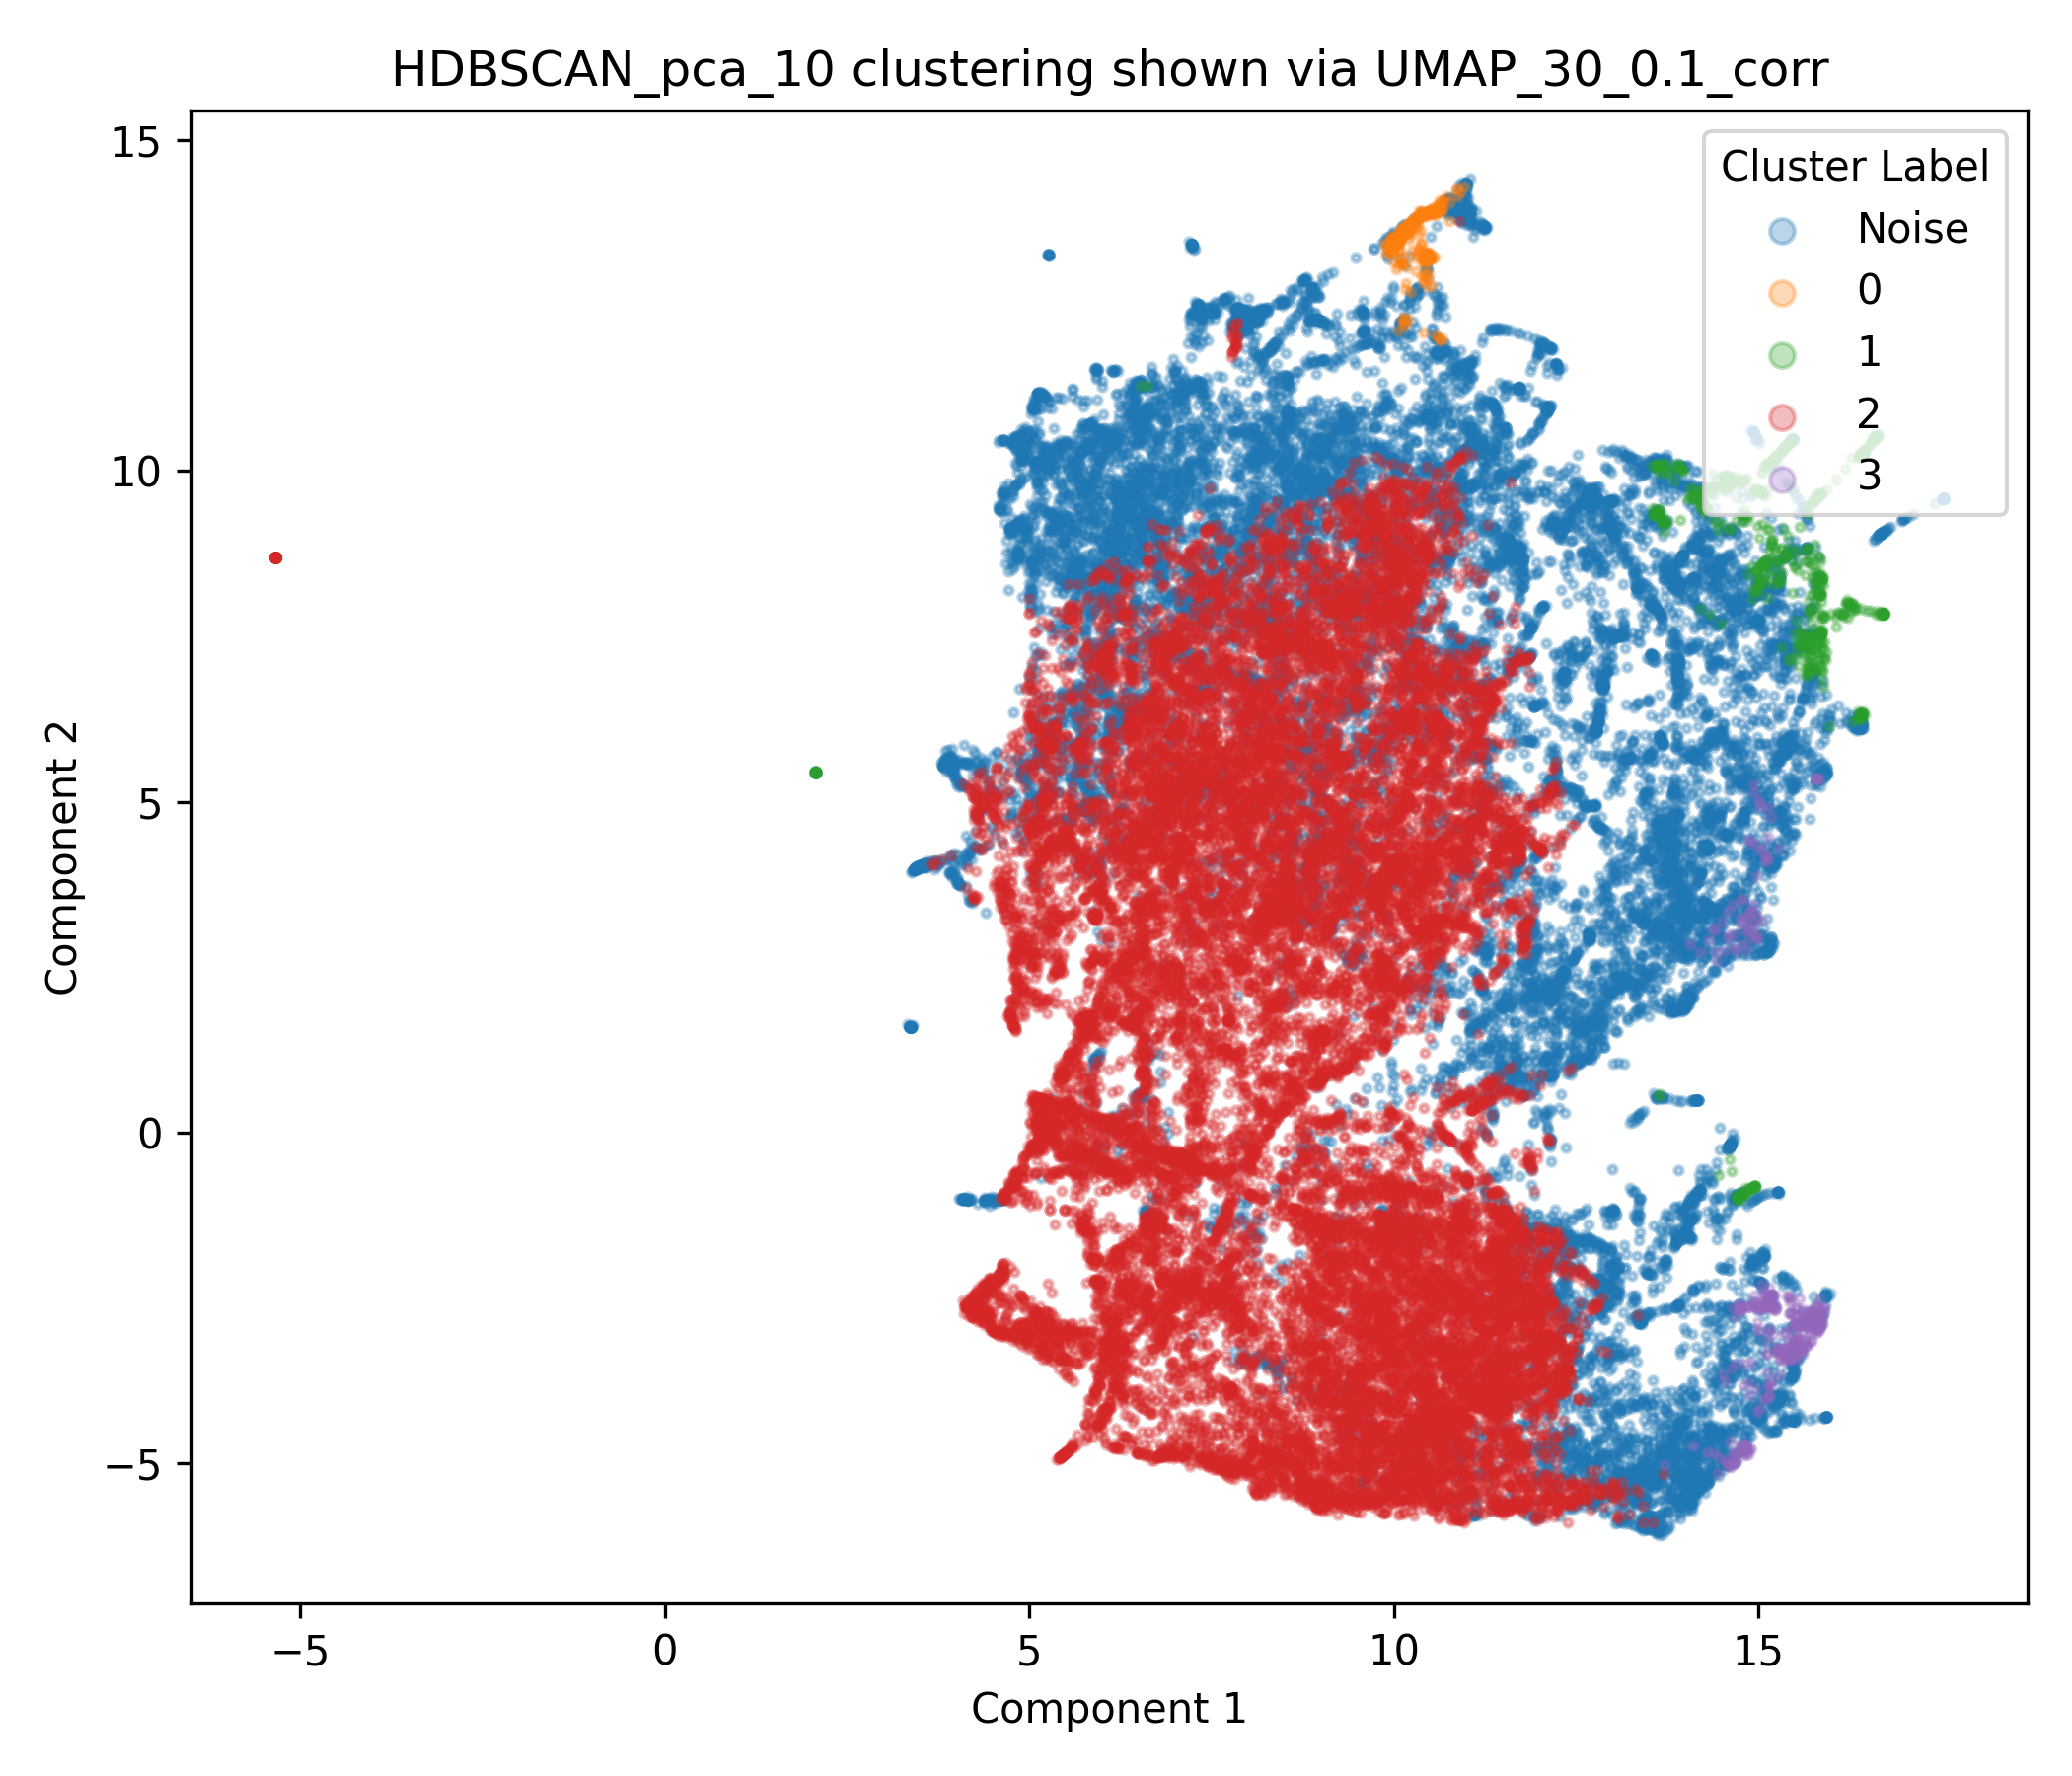 HDBSCAN_pca_10 clustering shown via UMAP_30_0.1_corr
Cluster Label
Noise
0
1
2
3
15
10
5
0
−5
Component 2
−5
0
5
10
15
Component 1